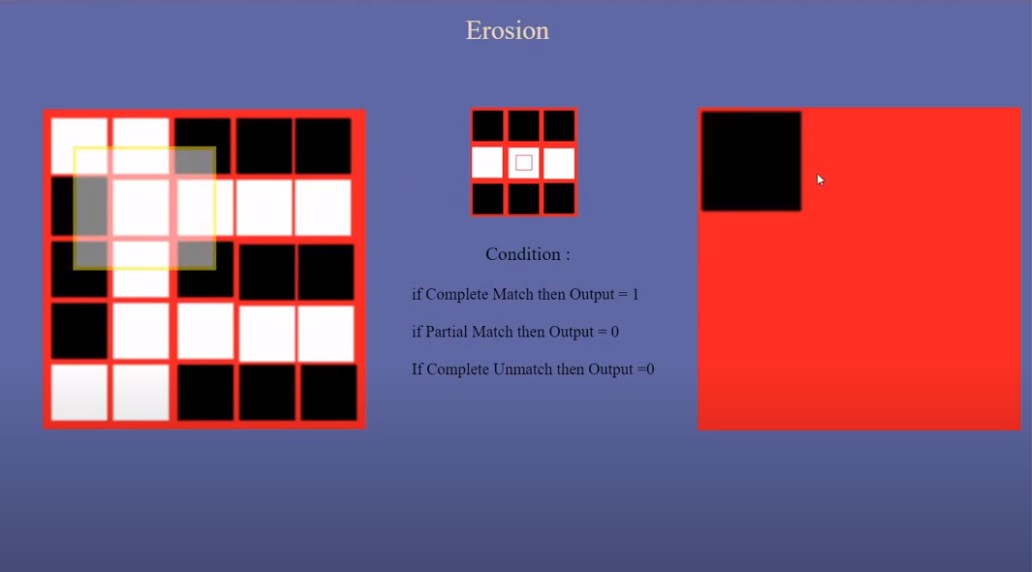 Erosion
Condition :
if Complete Match then Output = 1
if Partial Match then Output = 0
If Complete Unmatch then Output =0